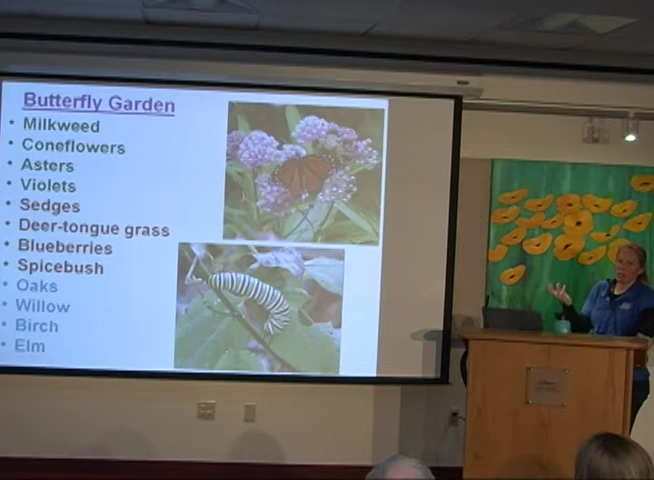 Butterfly Garden
• Milkweed
• Coneflowers
• Asters
• Violets
• Sedges
• Deer-tongue grass
• Blueberries
• Spicebush
• Oaks
• Willow
• Birch
• Elm